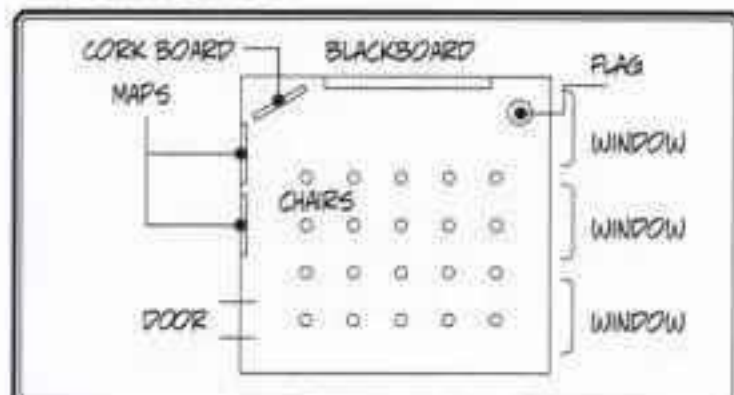 CORK BOARD
BLACKBOARD
FLAG
MAPS
WINDOW
CHAIRS
WINDOW
DOOR
WINDOW